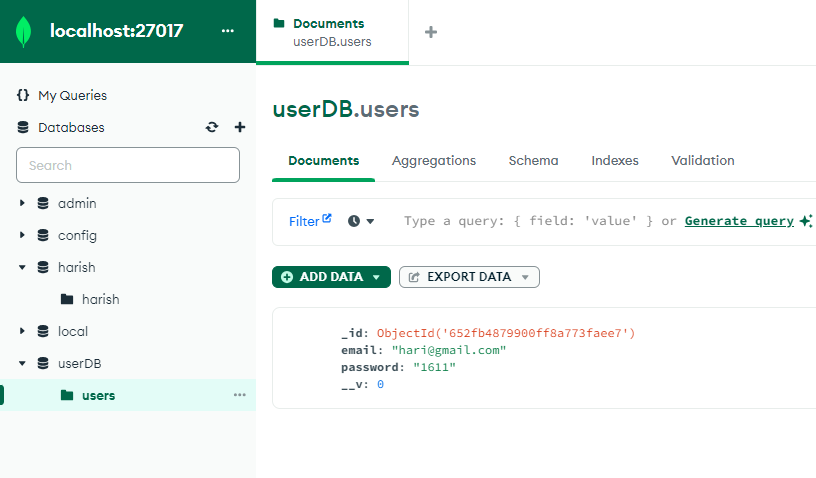 localhost:27017
...
Documents
userDB.users
+
{} My Queries
Databases
Search
admin
config
harish
harish
local
userDB
users
...
userDB.users
Documents Aggregations Schema Indexes Validation
Filter Type a query: { field: 'value' } or Generate query
ADD DATA EXPORT DATA
_id: ObjectId('652fb4879900ff8a773faee7')
email: "hari@gmail.com"
password: "1611"
__v: 0